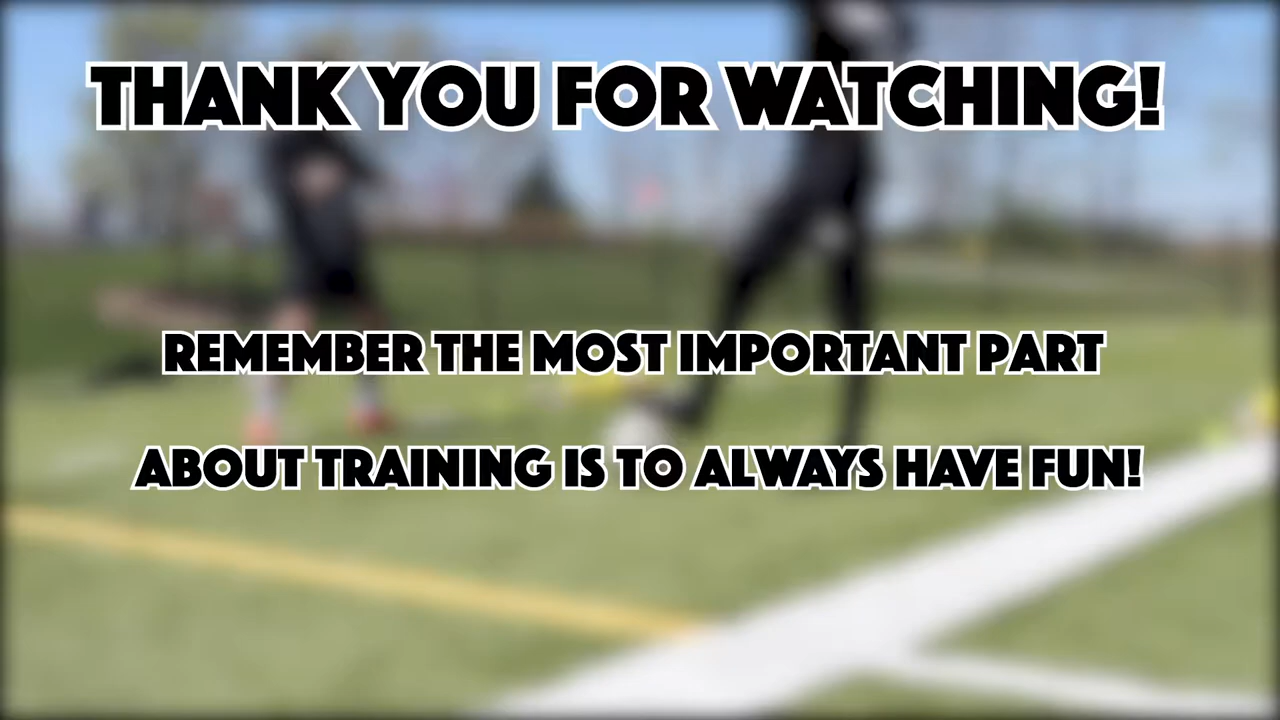 THANK YOU FOR WATCHING!
REMEMBER THE MOST IMPORTANT PART
ABOUT TRAINING IS TO ALWAYS HAVE FUN!